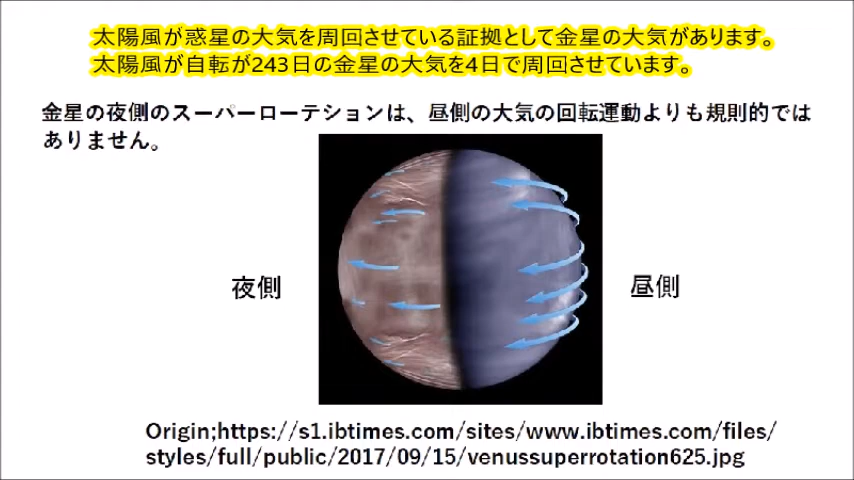 太陽風が惑星の大気を周回させている証拠として金星の大気があります。
太陽風が自転が243日の金星の大気を4日で周回させています。
金星の夜側のスーパーローテションは、昼側の大気の回転運動よりも規則的では
ありません。
夜側
昼側
Origin;https://s1.ibtimes.com/sites/www.ibtimes.com/files/
styles/full/public/2017/09/15/venussuperrotation625.jpg